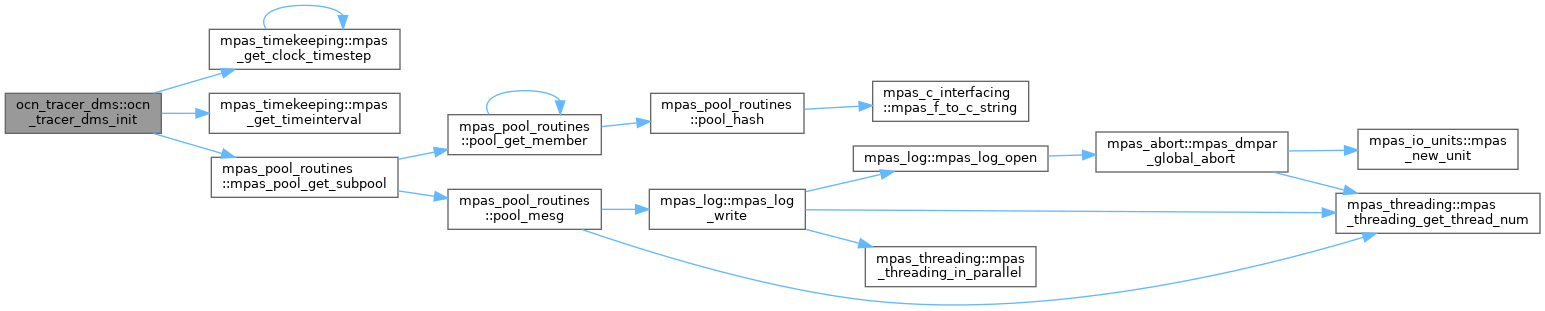 ocn_tracer_dms::ocn
_tracer_dms_init
mpas_timekeeping::mpas
_get_clock_timestep
mpas_timekeeping::mpas
_get_timeinterval
mpas_pool_routines
::mpas_pool_get_subpool
mpas_pool_routines
::pool_get_member
mpas_pool_routines
::pool_mesg
mpas_pool_routines
::pool_hash
mpas_log::mpas_log
_write
mpas_c_interfacing
::mpas_f_to_c_string
mpas_log::mpas_log_open
mpas_threading::mpas
_threading_in_parallel
mpas_abort::mpas_dmpar
_global_abort
mpas_io_units::mpas
_new_unit
mpas_threading::mpas
_threading_get_thread_num